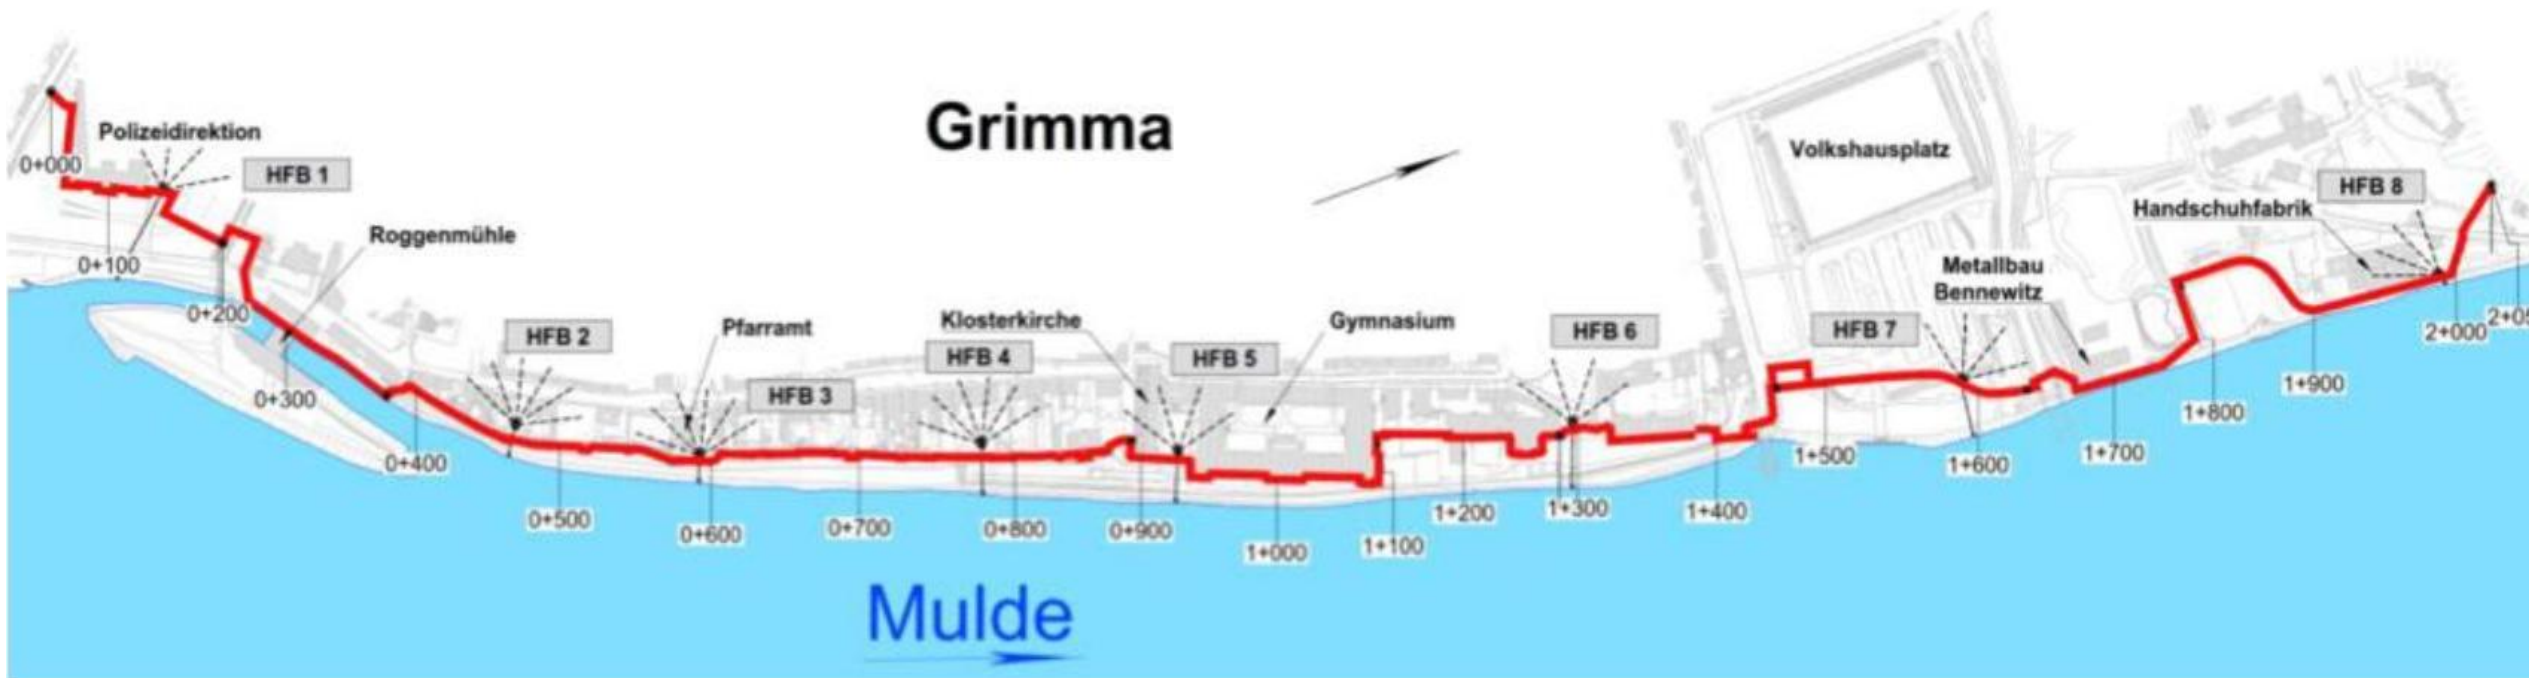 Grimma
Polizeidirektion
0+000
HFB 1
Volkshausplatz
HFB 8
Handschuhfabrik
Roggenmühle
0+100
Metallbau
Bennewitz
0+200
HFB 2
Pfarramt
Klosterkirche
Gymnasium
HFB 6
HFB 7
2+000
HFB 4
HFB 5
0+300
HFB 3
1+900
1+800
0+400
1+500
1+600
1+700
0+500
0+600
0+700
0+800
0+900
1+000
1+100
1+200
1+300
1+400
Mulde